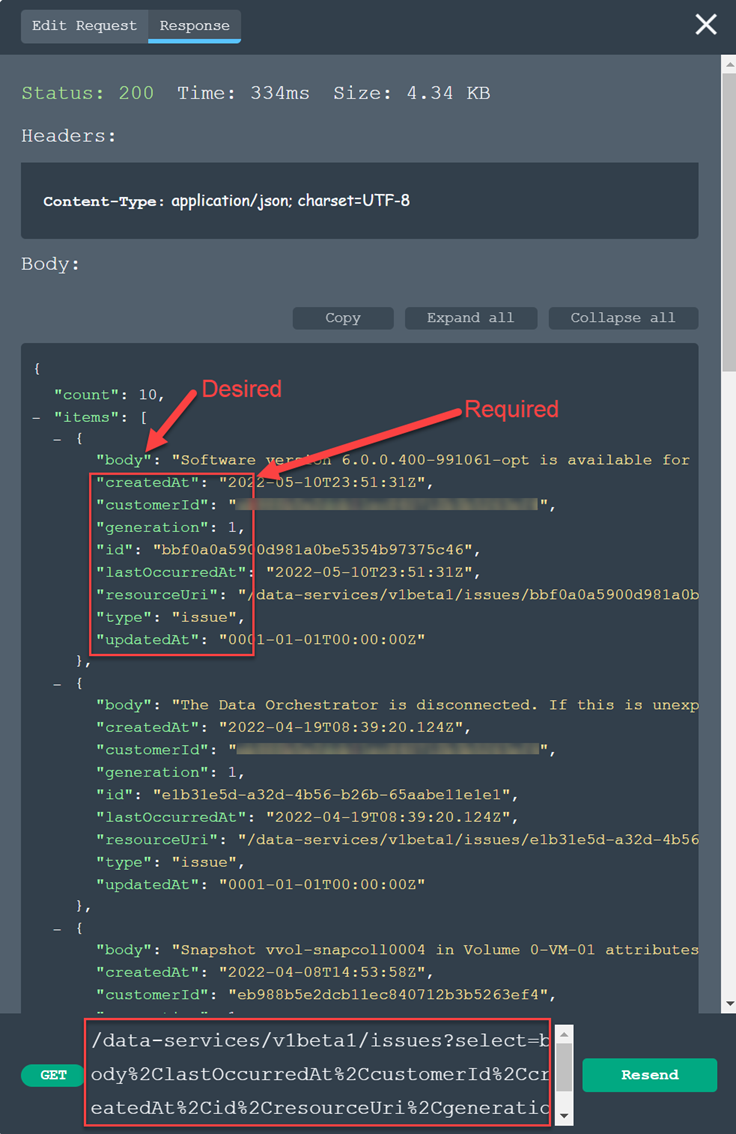 Edit Request Response
Status: 200 Time: 334ms Size: 4.34 KB
Headers:
Content-Type: application/json; charset=UTF-8
Body:
Copy Expand all Collapse all
{
"count": 10,
Desired
− "items": [
Required
− {
"body": "Software version 6.0.0.400-991061-opt is available for
"createdAt": "2022-05-10T23:51:31Z",
"customerId": " ",
"generation": 1,
"id": "bbf0a0a5900d981a0be5354b97375c46",
"lastOccurredAt": "2022-05-10T23:51:31Z",
"resourceUri": "/data-services/v1beta1/issues/bbf0a0a5900d981a0b
"type": "issue",
"updatedAt": "0001-01-01T00:00:00Z"
},
− {
"body": "The Data Orchestrator is disconnected. If this is unexp
"createdAt": "2022-04-19T08:39:20.124Z",
"customerId": " ",
"generation": 1,
"id": "e1b31e5d-a32d-4b56-b26b-65aabe11e1e1",
"lastOccurredAt": "2022-04-19T08:39:20.124Z",
"resourceUri": "/data-services/v1beta1/issues/e1b31e5d-a32d-4b56
"type": "issue",
"updatedAt": "0001-01-01T00:00:00Z"
},
− {
"body": "Snapshot vvol-snapcoll0004 in Volume 0-VM-01 attributes
"createdAt": "2022-04-08T14:53:58Z",
"customerId": "eb988b5e2dcb11ec840712b3b5263ef4",
/data-services/v1beta1/issues?select=b
GET ody%2ClastOccurredAt%2CcustomerId%2Ccr Resend
eatedAt%2Cid%2CresourceUri%2Cgeneratio